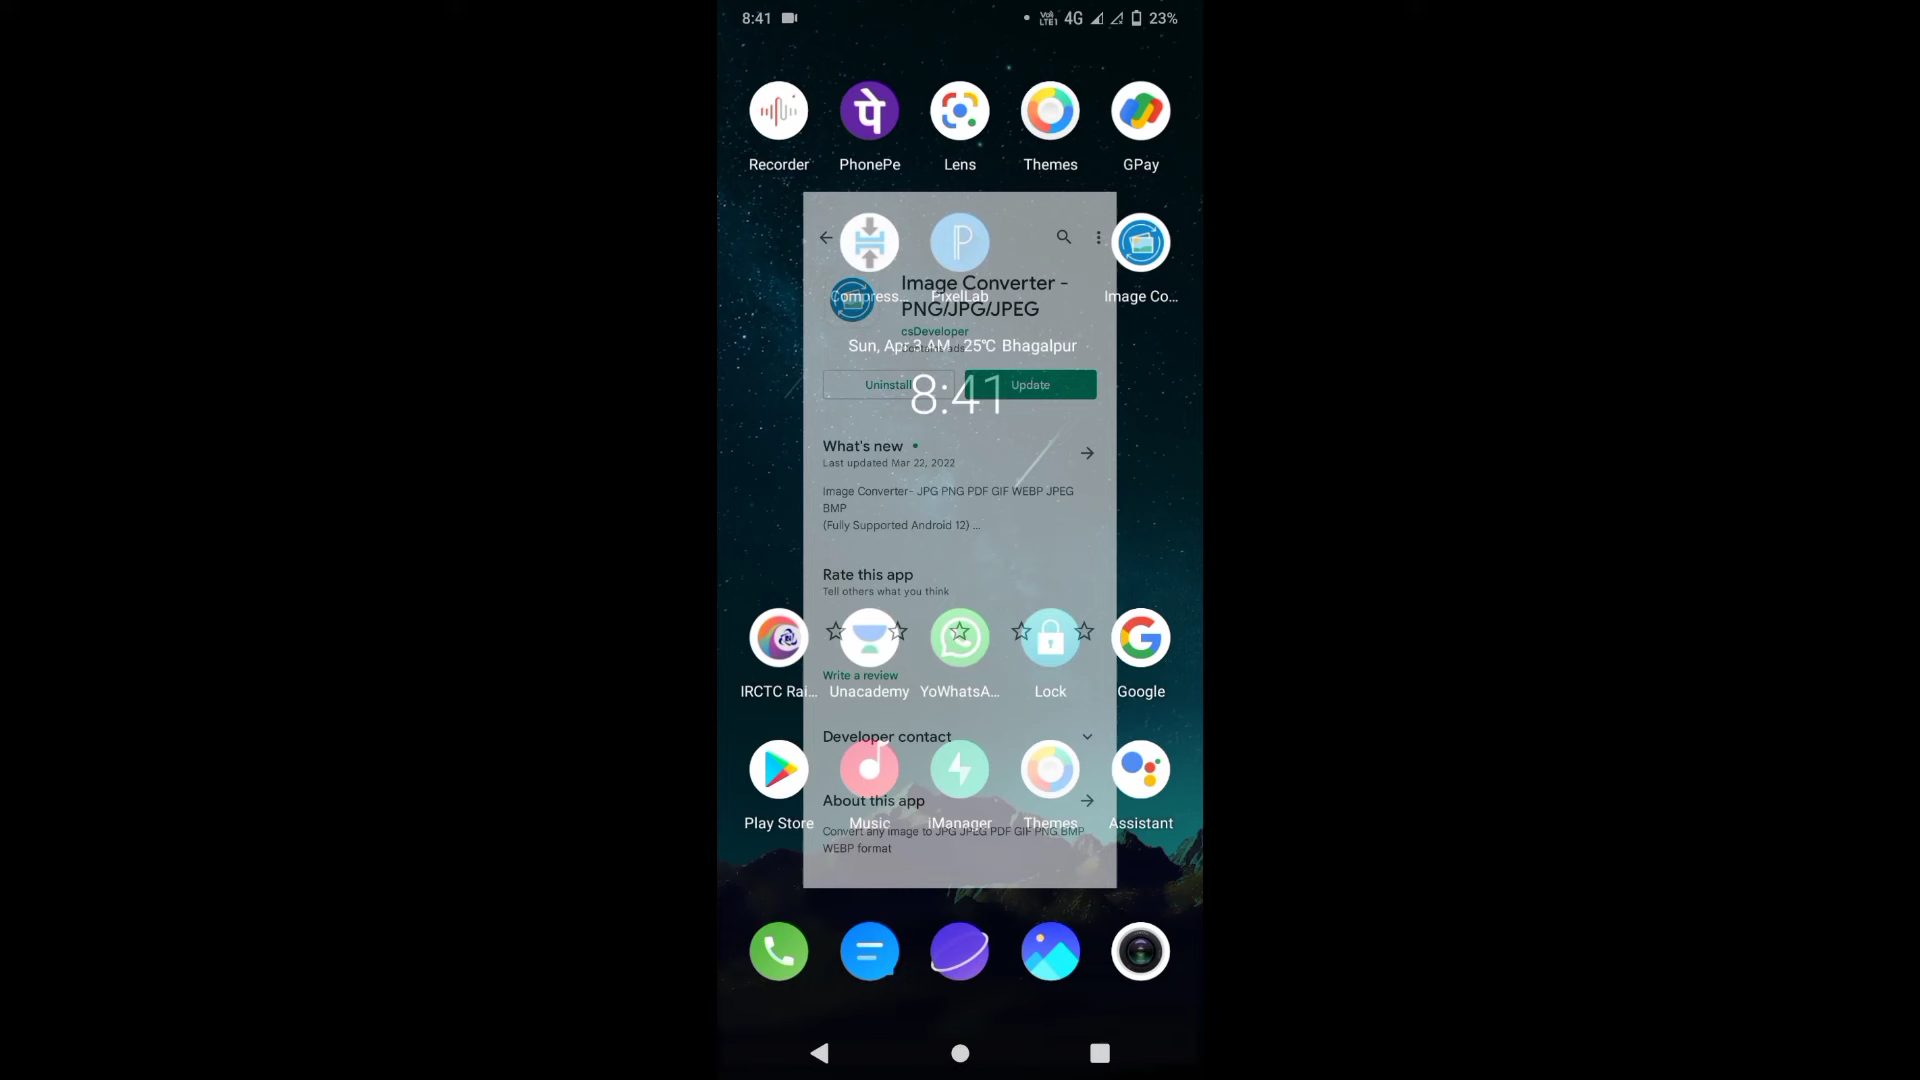 8:41
Vo) LTE1 4G 23%
पे
Recorder PhonePe Lens Themes GPay
Image Converter -
PNG/JPG/JPEG
Compress... PixelLab Image Co...
csDeveloper
Contains ads
Sun, Apr 3 AM 25℃ Bhagalpur
8:41
Uninstall Update
What's new
Last updated Mar 22, 2022
Image Converter- JPG PNG PDF GIF WEBP JPEG
BMP
(Fully Supported Android 12) ...
Rate this app
Tell others what you think
Write a review
IRCTC Rai... Unacademy YoWhatsA... Lock Google
Developer contact
About this app
Play Store Music iManager Themes Assistant
Convert any image to JPG JPEG PDF GIF PNG BMP
WEBP format